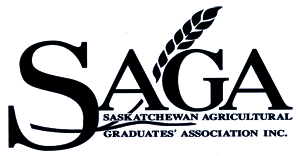 SAGA
SASKATCHEWAN AGRICULTURAL
GRADUATES' ASSOCIATION INC.